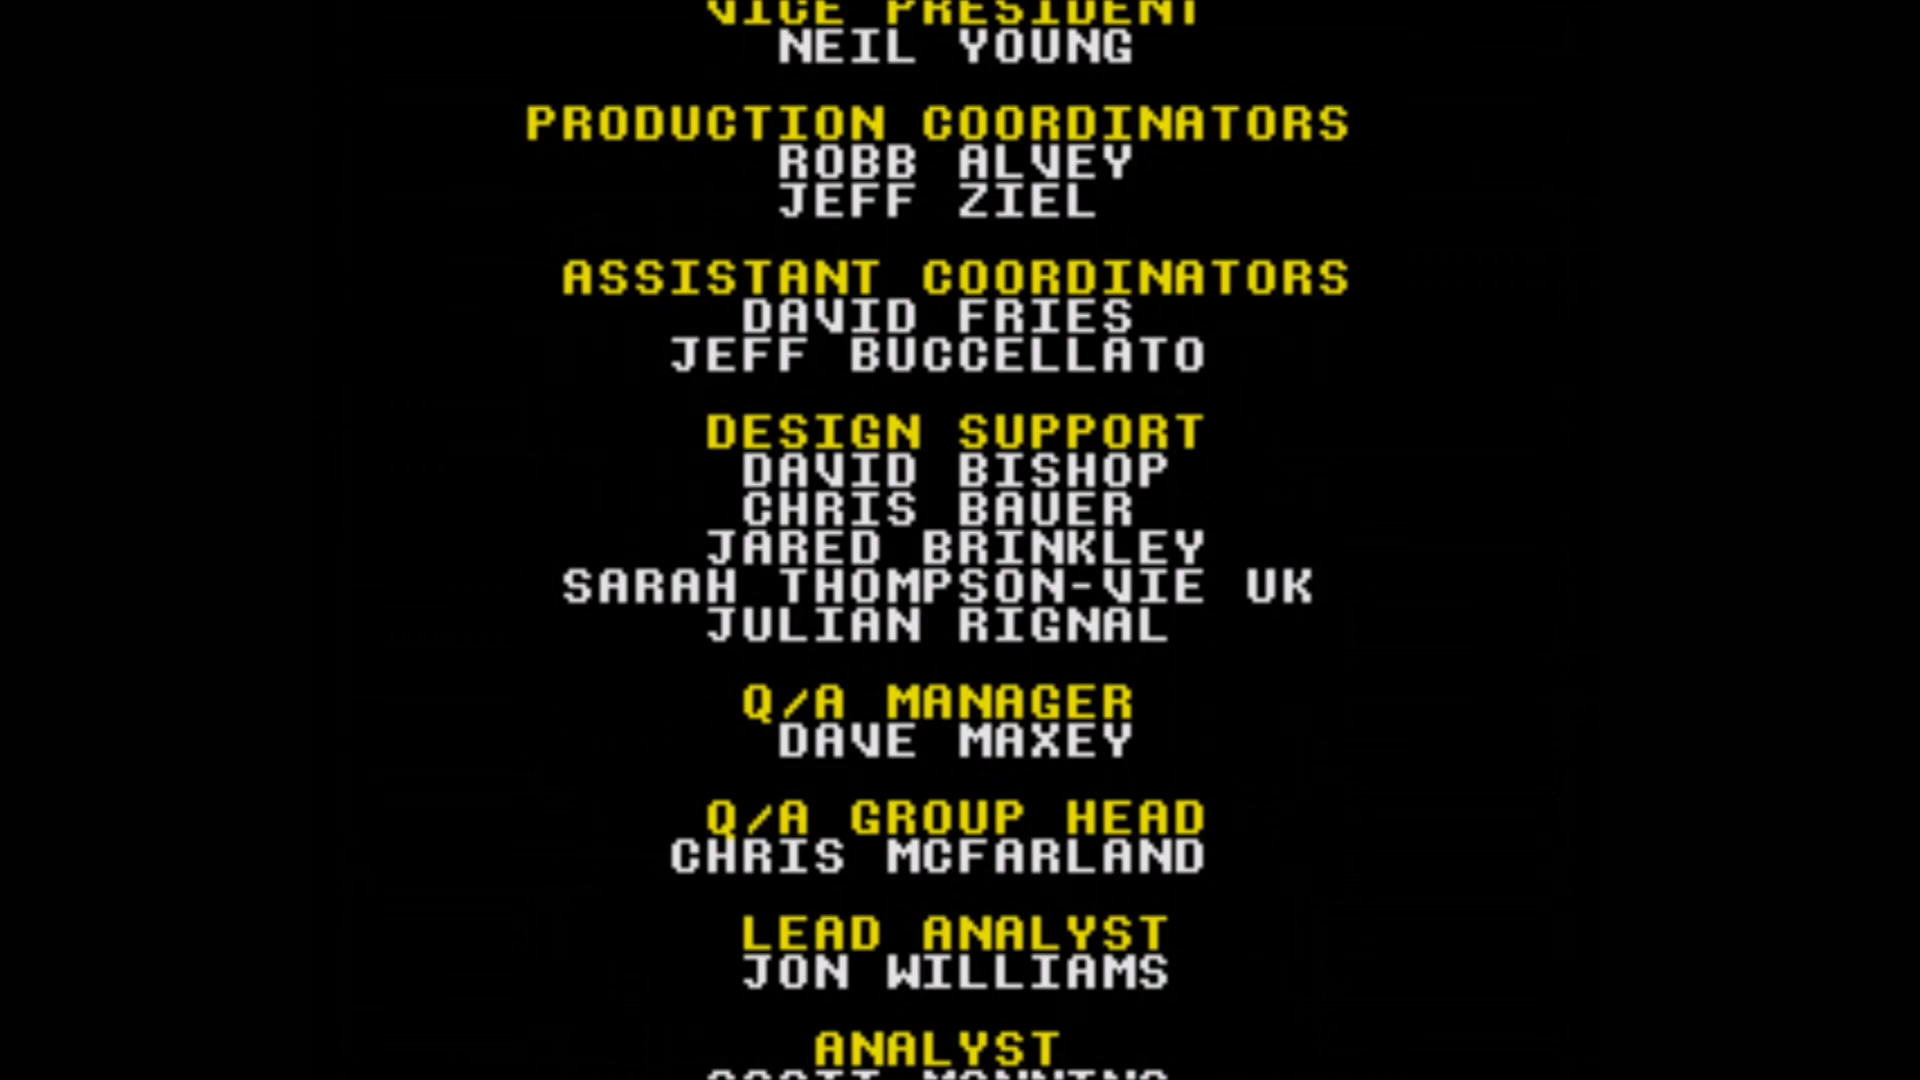 VICE PRESIDENT
NEIL YOUNG
PRODUCTION COORDINATORS
ROBB ALVEY
JEFF ZIEL
ASSISTANT COORDINATORS
DAVID FRIES
JEFF BUCCELLATO
DESIGN SUPPORT
DAVID BISHOP
CHRIS BAUER
JARED BRINKLEY
SARAH THOMPSON-VIE UK
JULIAN RIGNAL
Q/A MANAGER
DAVE MAXEY
Q/A GROUP HEAD
CHRIS MCFARLAND
LEAD ANALYST
JON WILLIAMS
ANALYST